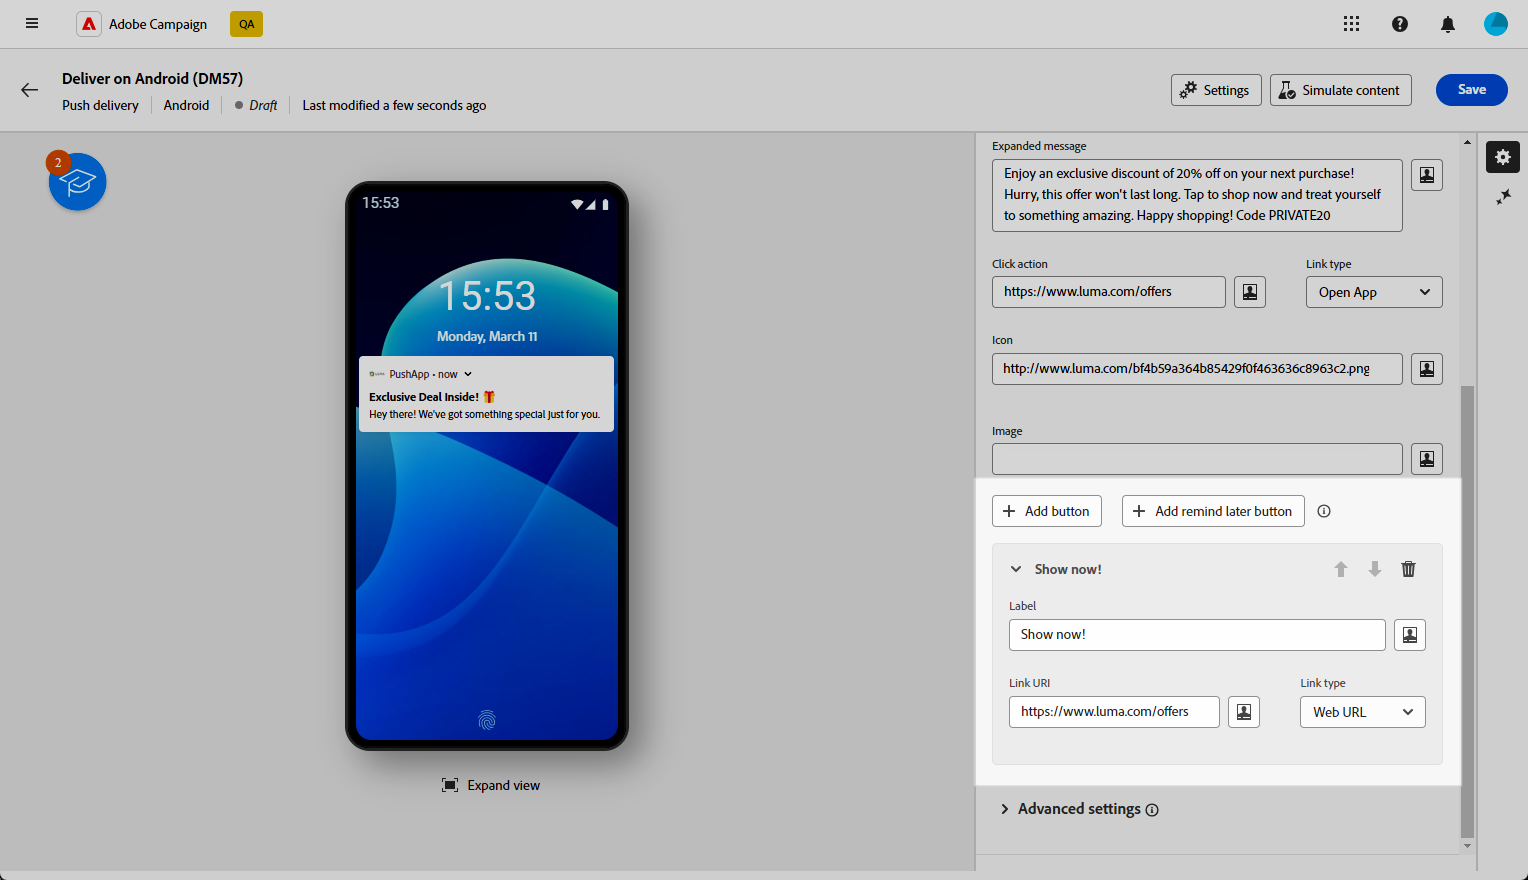 Adobe Campaign QA
Deliver on Android (DM57)
Push delivery Android Draft Last modified a few seconds ago
Settings Simulate content Save
2
15:53
15:53
Monday, March 11
PushApp • now
Exclusive Deal Inside!
Hey there! We've got something special just for you.
Expand view
Expanded message
Enjoy an exclusive discount of 20% off on your next purchase!
Hurry, this offer won't last long. Tap to shop now and treat yourself
to something amazing. Happy shopping! Code PRIVATE20
Click action Link type
https://www.luma.com/offers Open App
Icon
http://www.luma.com/bf4b59a364b85429f0f463636c8963c2.png
Image
Add button Add remind later button
Show now!
Label
Show now!
Link URI Link type
https://www.luma.com/offers Web URL
Advanced settings